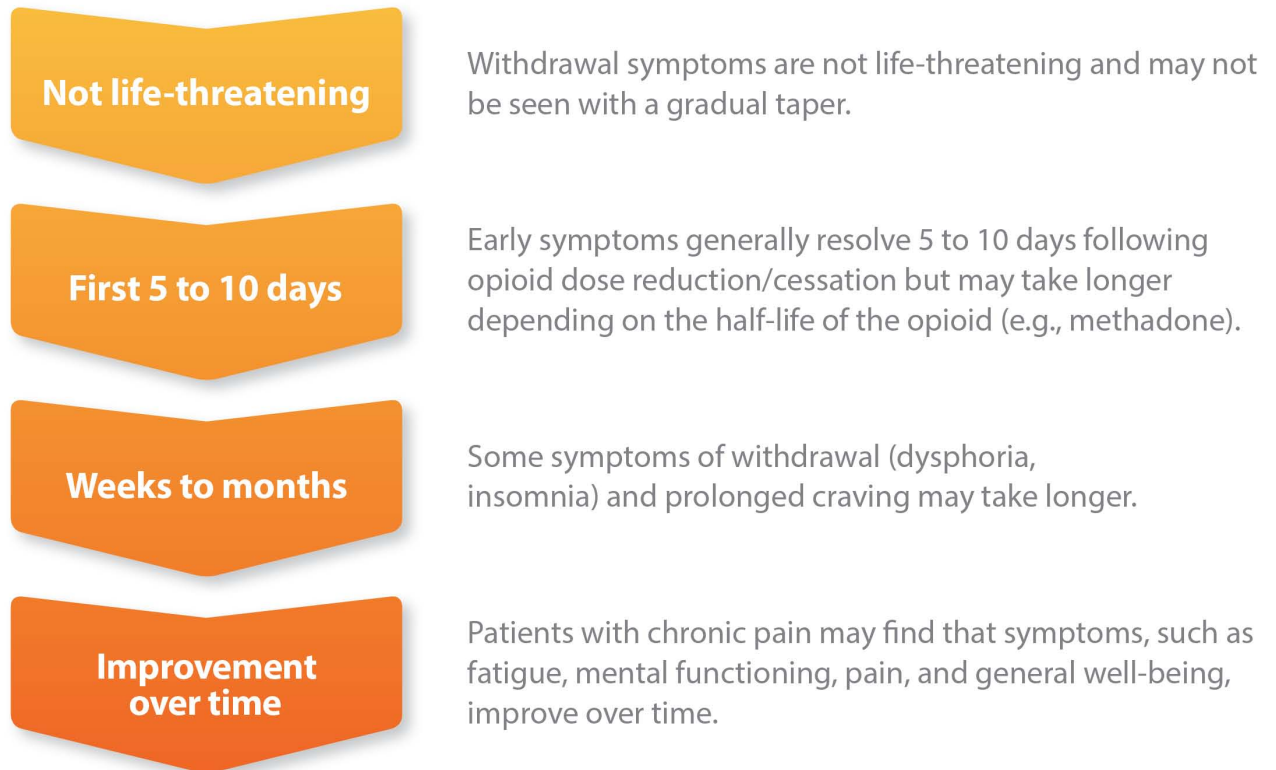 Not life-threatening
Withdrawal symptoms are not life-threatening and may not
be seen with a gradual taper.
First 5 to 10 days
Early symptoms generally resolve 5 to 10 days following
opioid dose reduction/cessation but may take longer
depending on the half-life of the opioid (e.g., methadone).
Weeks to months
Some symptoms of withdrawal (dysphoria,
insomnia) and prolonged craving may take longer.
Improvement
over time
Patients with chronic pain may find that symptoms, such as
fatigue, mental functioning, pain, and general well-being,
improve over time.